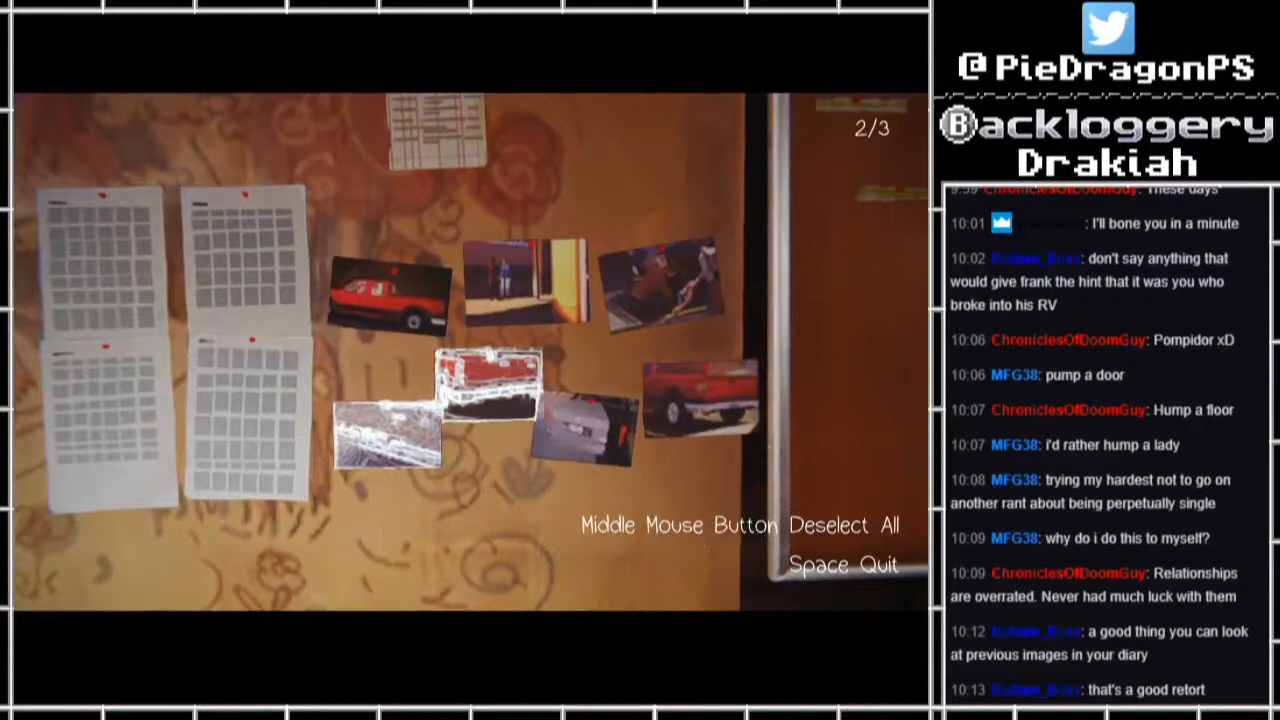 2/3
Middle Mouse Button Deselect All
Space Quit
@PieDragonPS
Backloggery
Drakiah
9:59 ChroniclesOfDoomGuy: These days*
10:01 : I'll bone you in a minute
10:02 : don't say anything that
would give frank the hint that it was you who
broke into his RV
10:06 ChroniclesOfDoomGuy: Pompidor xD
10:06 MFG38: pump a door
10:07 ChroniclesOfDoomGuy: Hump a floor
10:07 MFG38: i'd rather hump a lady
10:08 MFG38: trying my hardest not to go on
another rant about being perpetually single
10:09 MFG38: why do i do this to myself?
10:09 ChroniclesOfDoomGuy: Relationships
are overrated. Never had much luck with them
10:12 : a good thing you can look
at previous images in your diary
10:13 : that's a good retort